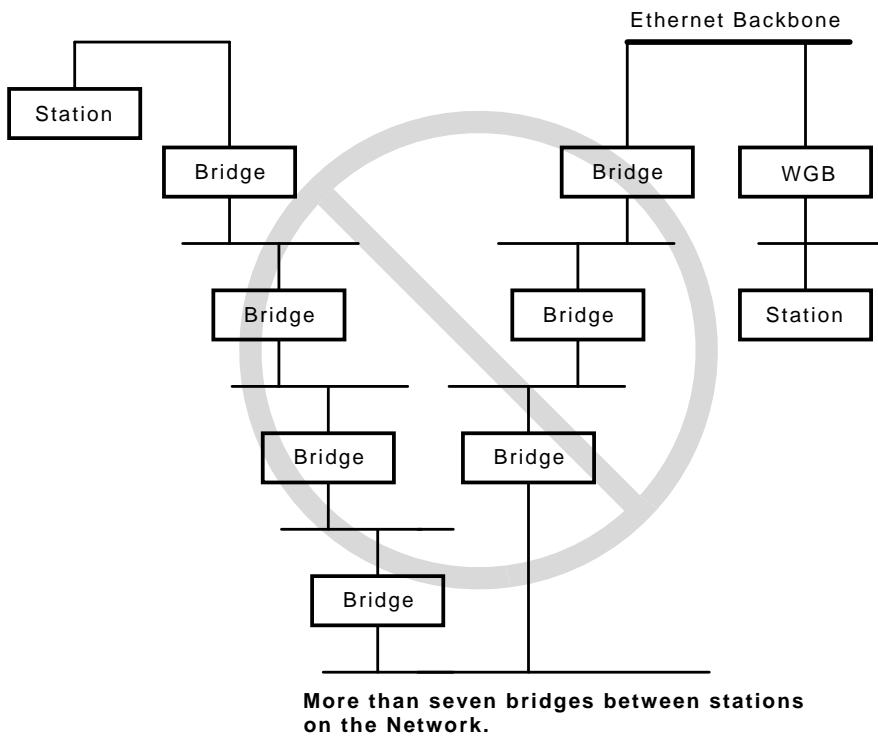 Ethernet Backbone
Station
Bridge
Bridge
WGB
Bridge
Bridge
Station
Bridge
Bridge
Bridge
More than seven bridges between stations
on the Network.